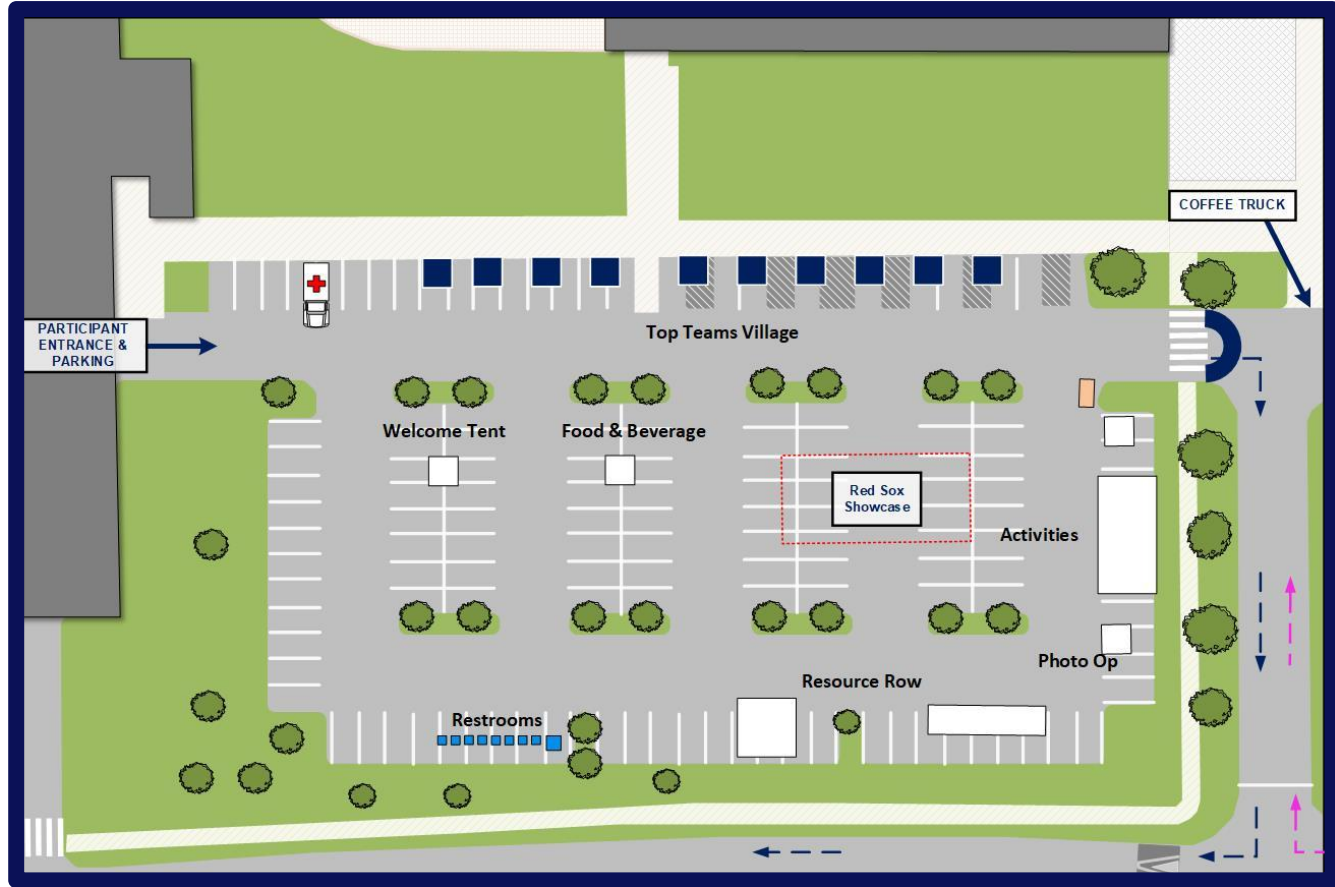 COFFEE TRUCK
PARTICIPANT
ENTRANCE &
PARKING
Top Teams Village
Welcome Tent
Food & Beverage
Red Sox
Showcase
Activities
Photo Op
Resource Row
Restrooms